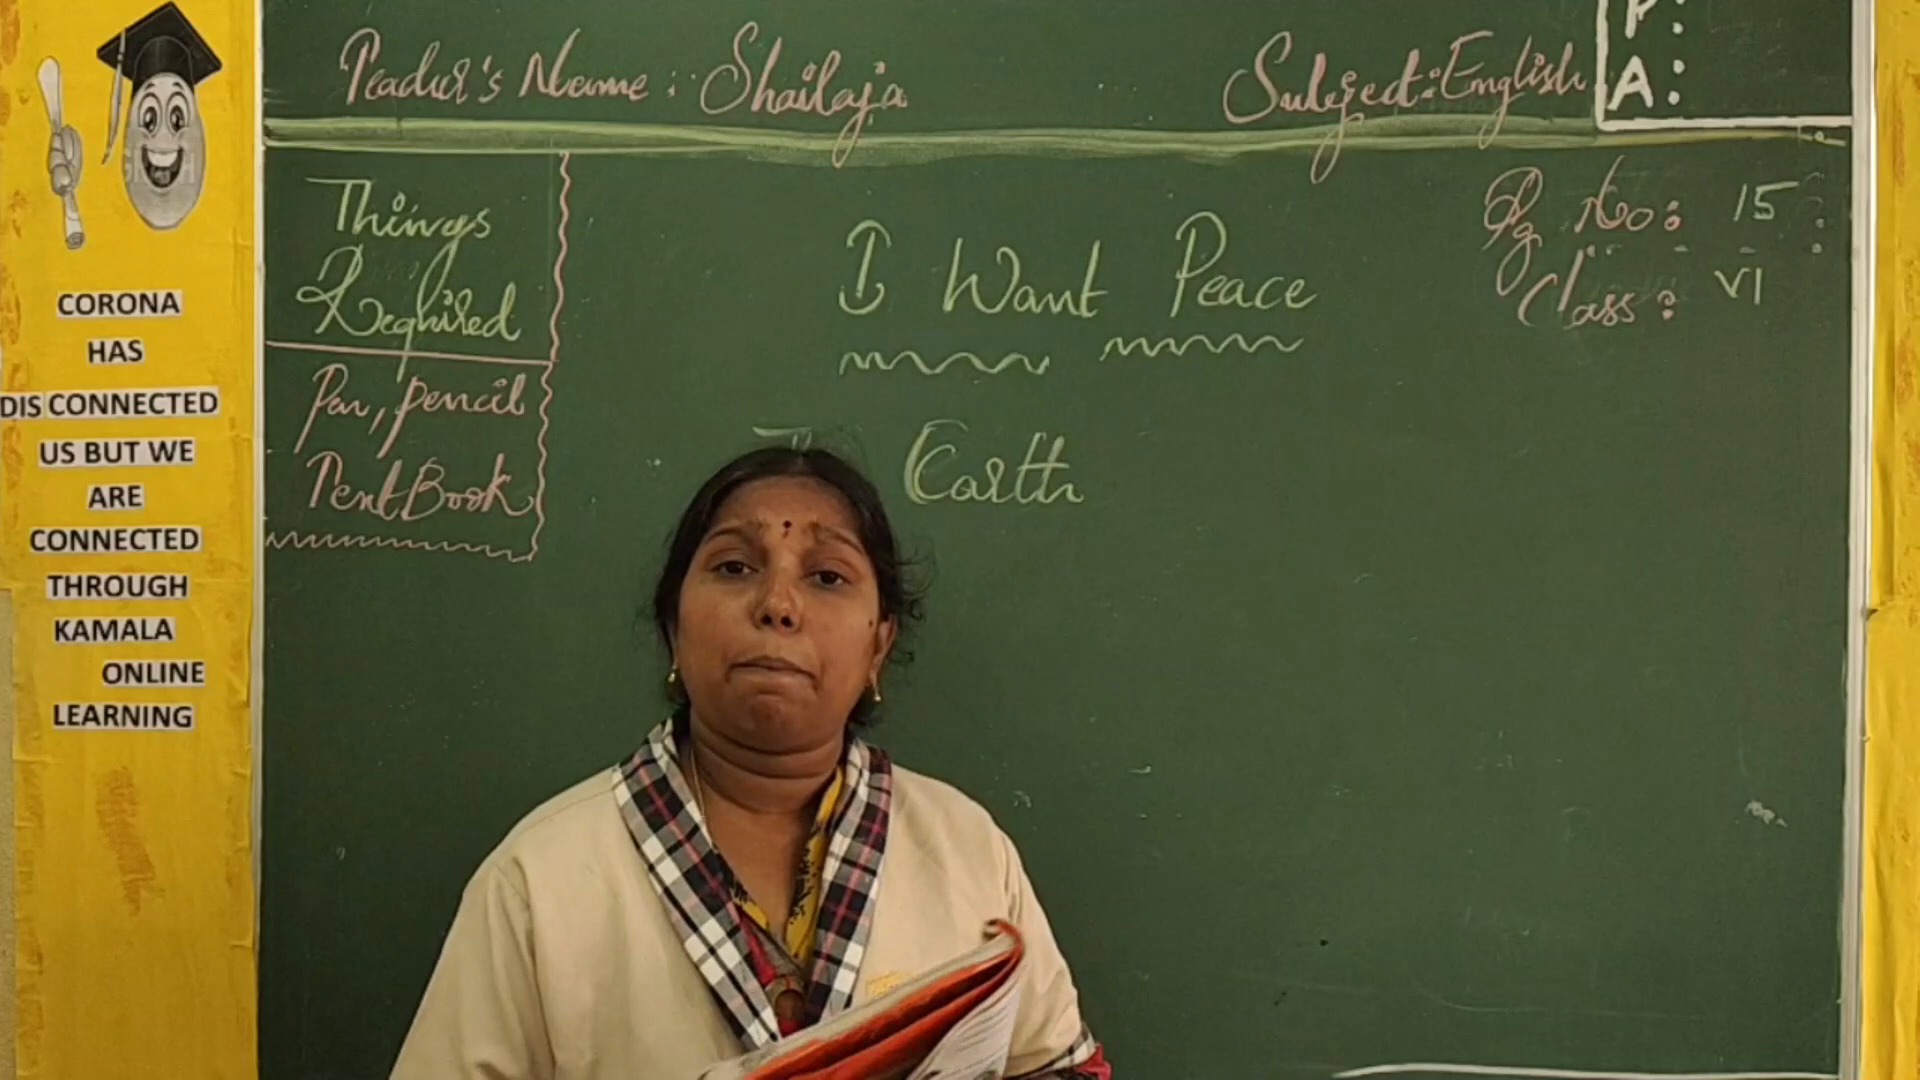 CORONA
HAS
DIS CONNECTED
US BUT WE
ARE
CONNECTED
THROUGH
KAMALA
ONLINE
LEARNING
Teacher's Name : Shailaja
Subject : English
P :
A :
Things
Required
Pen, pencil
Text Book
I Want Peace
Earth
Pg No : 15
Class : VI